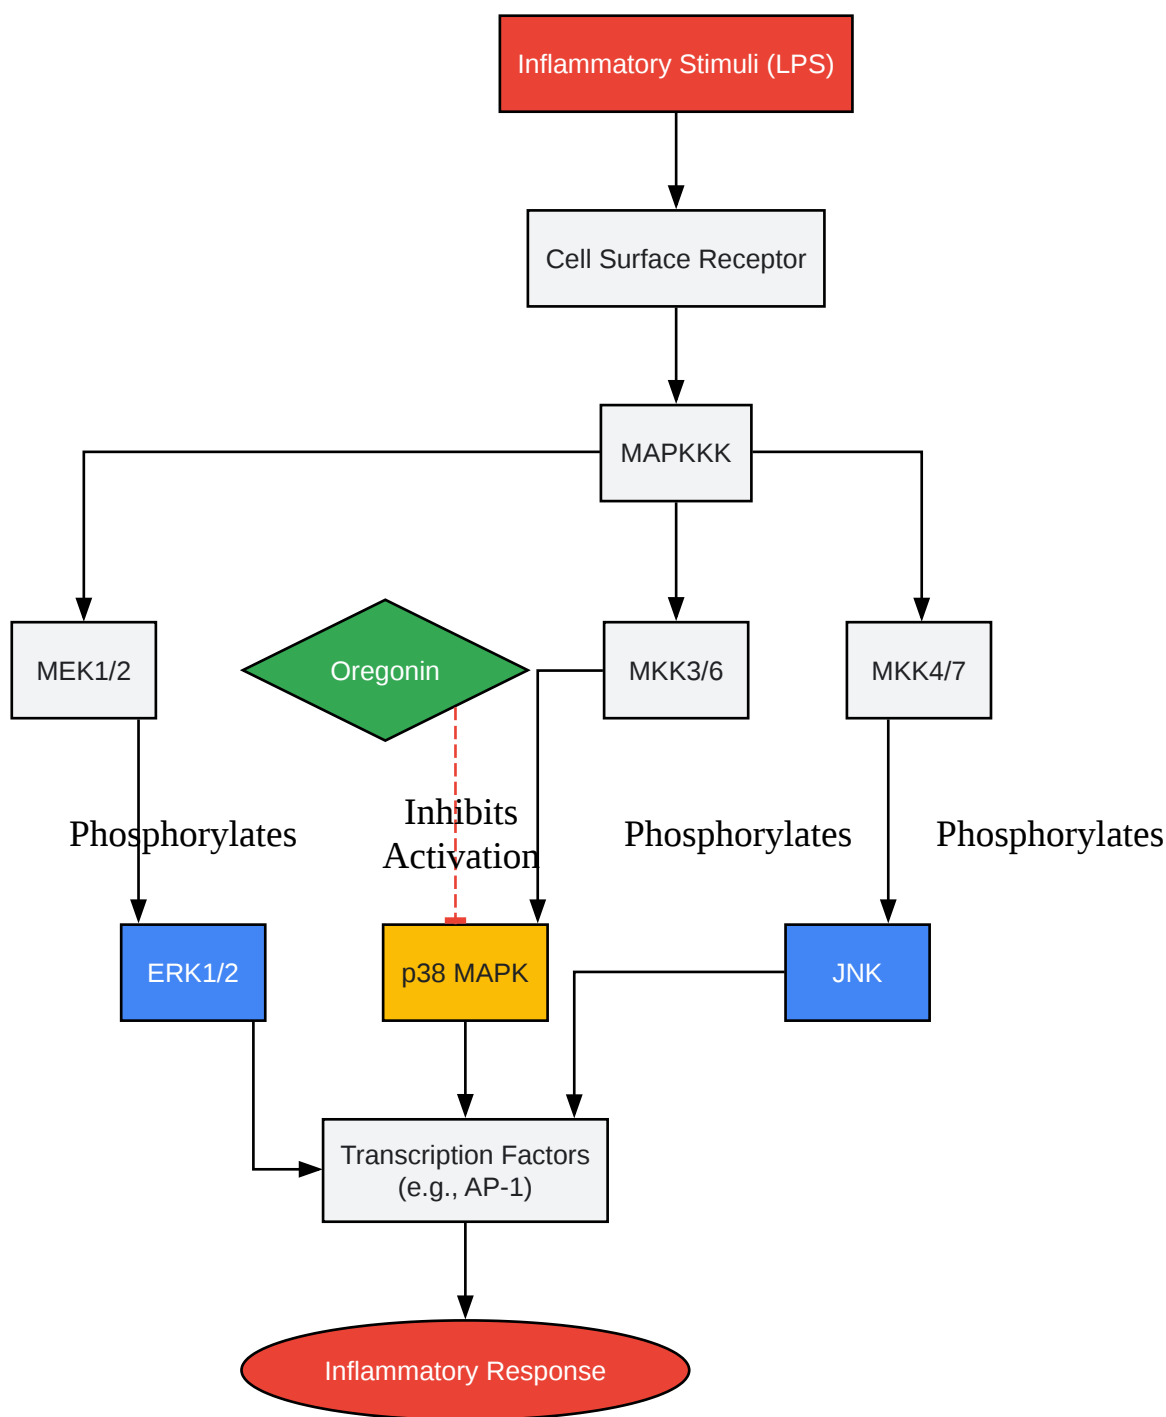 Inflammatory Stimuli (LPS)
Cell Surface Receptor
MAPKKK
MEK1/2
Oregonin
MKK3/6
MKK4/7
Phosphorylates
Inhibits
Activation
Phosphorylates
Phosphorylates
ERK1/2
p38 MAPK
JNK
Transcription Factors
(e.g., AP-1)
Inflammatory Response